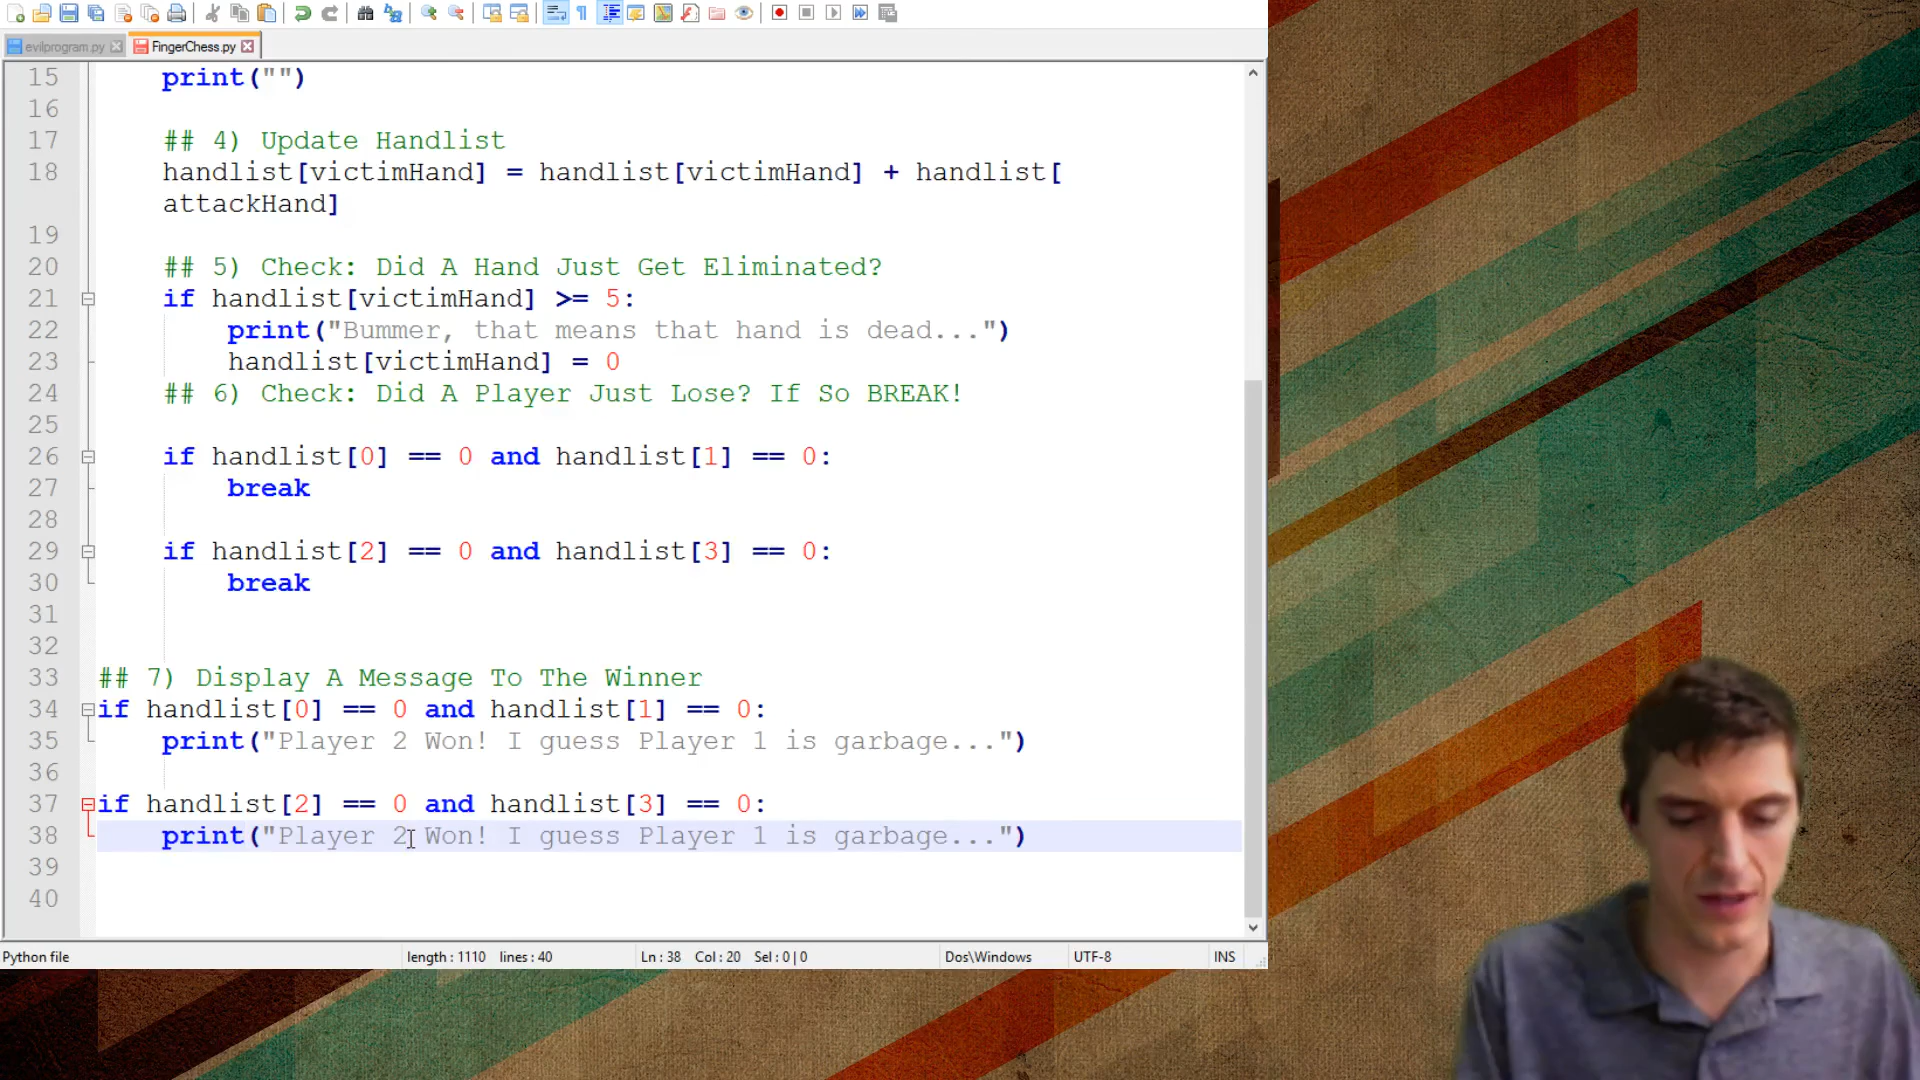 evilprogram.py FingerChess.py
15 print("")
16
17 ## 4) Update Handlist
18 handlist[victimHand] = handlist[victimHand] + handlist[
attackHand]
19
20 ## 5) Check: Did A Hand Just Get Eliminated?
21 if handlist[victimHand] >= 5:
22 print("Bummer, that means that hand is dead...")
23 handlist[victimHand] = 0
24 ## 6) Check: Did A Player Just Lose? If So BREAK!
25
26 if handlist[0] == 0 and handlist[1] == 0:
27 break
28
29 if handlist[2] == 0 and handlist[3] == 0:
30 break
31
32
33 ## 7) Display A Message To The Winner
34 if handlist[0] == 0 and handlist[1] == 0:
35 print("Player 2 Won! I guess Player 1 is garbage...")
36
37 if handlist[2] == 0 and handlist[3] == 0:
38 print("Player 2 Won! I guess Player 1 is garbage...")
39
40
Python file length : 1110 lines : 40 Ln : 38 Col : 20 Sel : 0 | 0 Dos\Windows UTF-8 INS